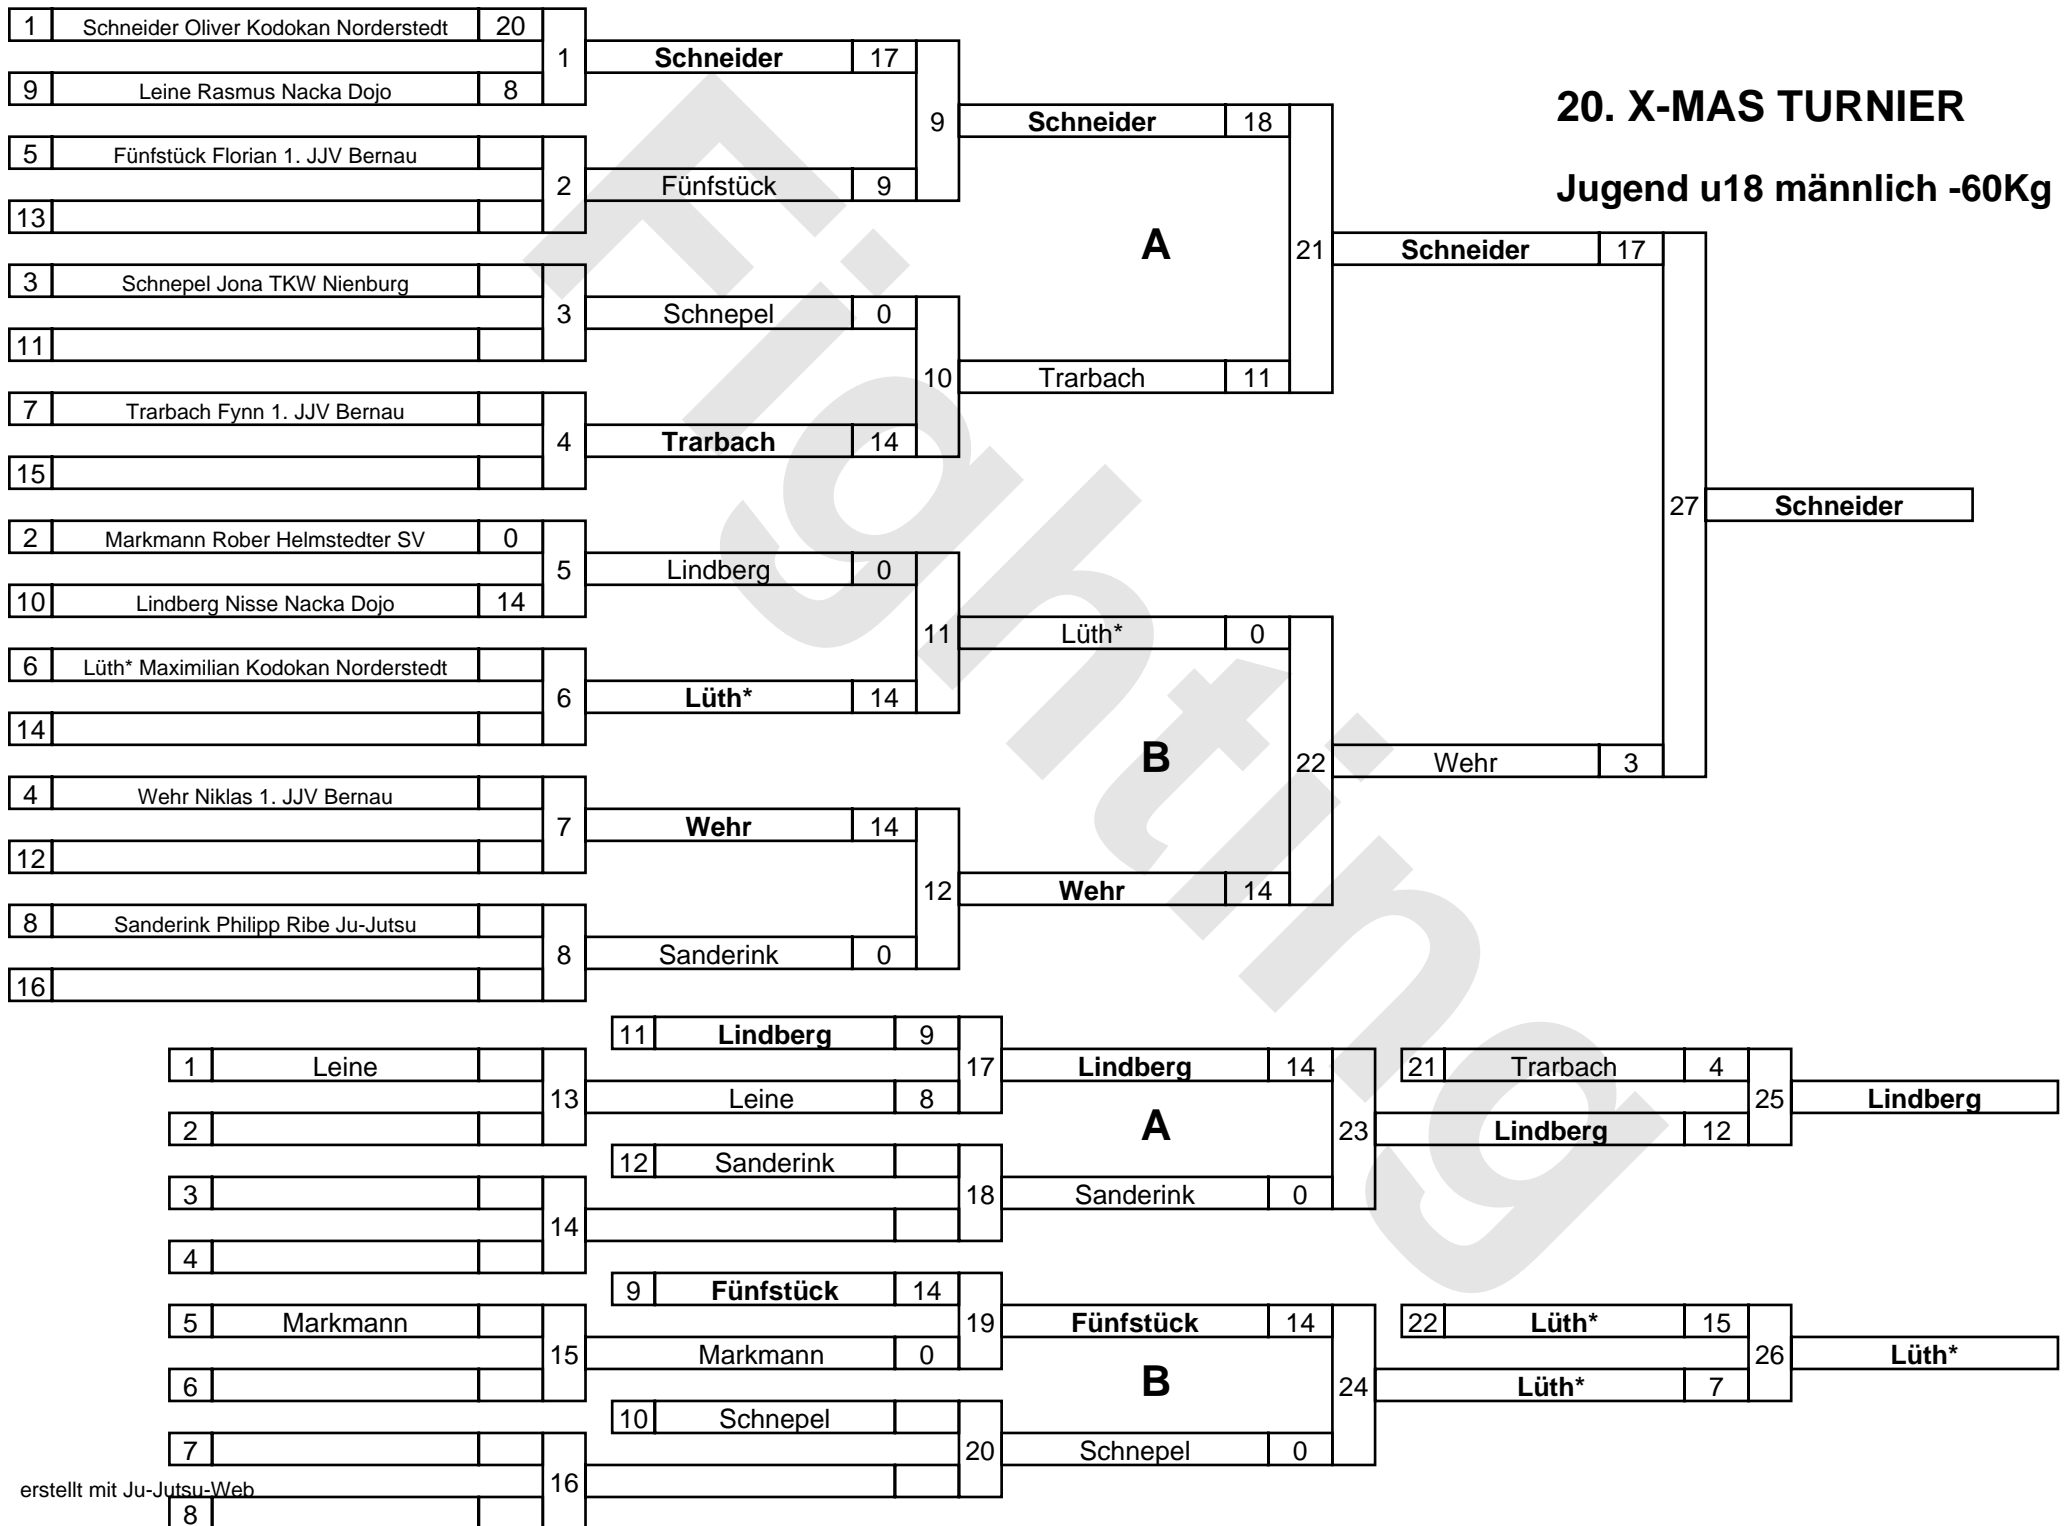 20. X-MAS TURNIER
Jugend u18 männlich -60Kg
1 Schneider Oliver Kodokan Norderstedt 20
9 Leine Rasmus Nacka Dojo 8
1
5 Fünfstück Florian 1. JJV Bernau
13
2
3 Schnepel Jona TKW Nienburg
11
3
7 Trarbach Fynn 1. JJV Bernau
15
4
2 Markmann Rober Helmstedter SV 0
10 Lindberg Nisse Nacka Dojo 14
5
6 Lüth* Maximilian Kodokan Norderstedt
14
6
4 Wehr Niklas 1. JJV Bernau
12
7
8 Sanderink Philipp Ribe Ju-Jutsu
16
8
Schneider 17
Fünfstück 9
9
Schnepel 0
Trarbach 14
10
Lindberg 0
Lüth* 14
11
Wehr 14
Sanderink 0
12
Schneider 18
A
Trarbach 11
21
Lüth* 0
B
Wehr 14
22
Schneider 17
Wehr 3
27
Schneider
1 Leine
2
13
3
4
14
5 Markmann
6
15
7
8
16
11 Lindberg 9
Leine 8
17
12 Sanderink
18
9 Fünfstück 14
Markmann 0
19
10 Schnepel
20
Lindberg 14
A
Sanderink 0
23
Fünfstück 14
B
Schnepel 0
24
21 Trarbach 4
Lindberg 12
25
Lindberg
22 Lüth* 15
Lüth* 7
26
Lüth*
erstellt mit Ju-Jutsu-Web
Fighting